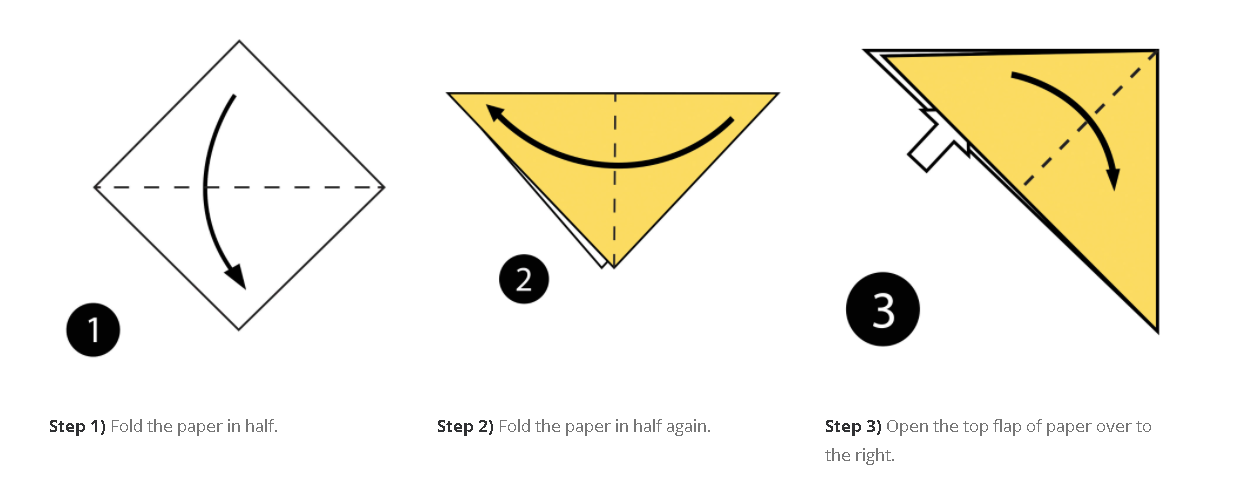 1
2
3
Step 1) Fold the paper in half.
Step 2) Fold the paper in half again.
Step 3) Open the top flap of paper over to
the right.